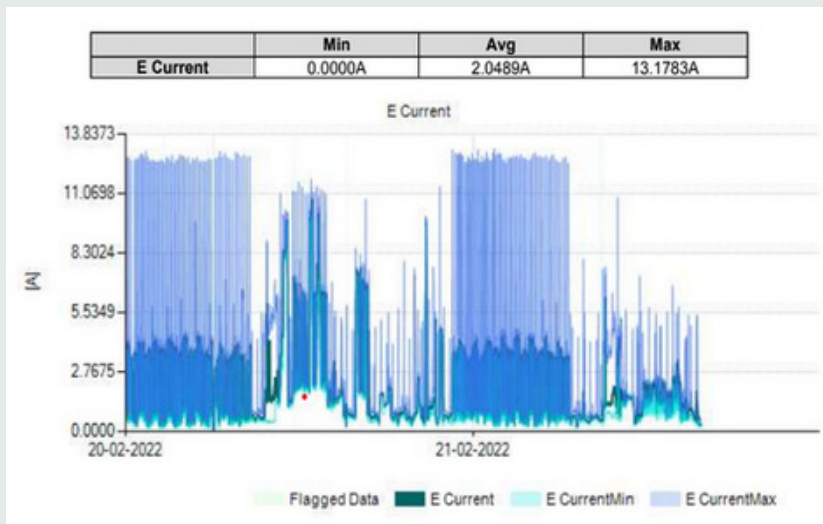 Min Avg Max
E Current 0.0000A 2.0489A 13.1783A
E Current
13.8373
11.0698
8.3024
[A]
5.5349
2.7675
0.0000
20-02-2022 21-02-2022
Flagged Data E Current E CurrentMin E CurrentMax